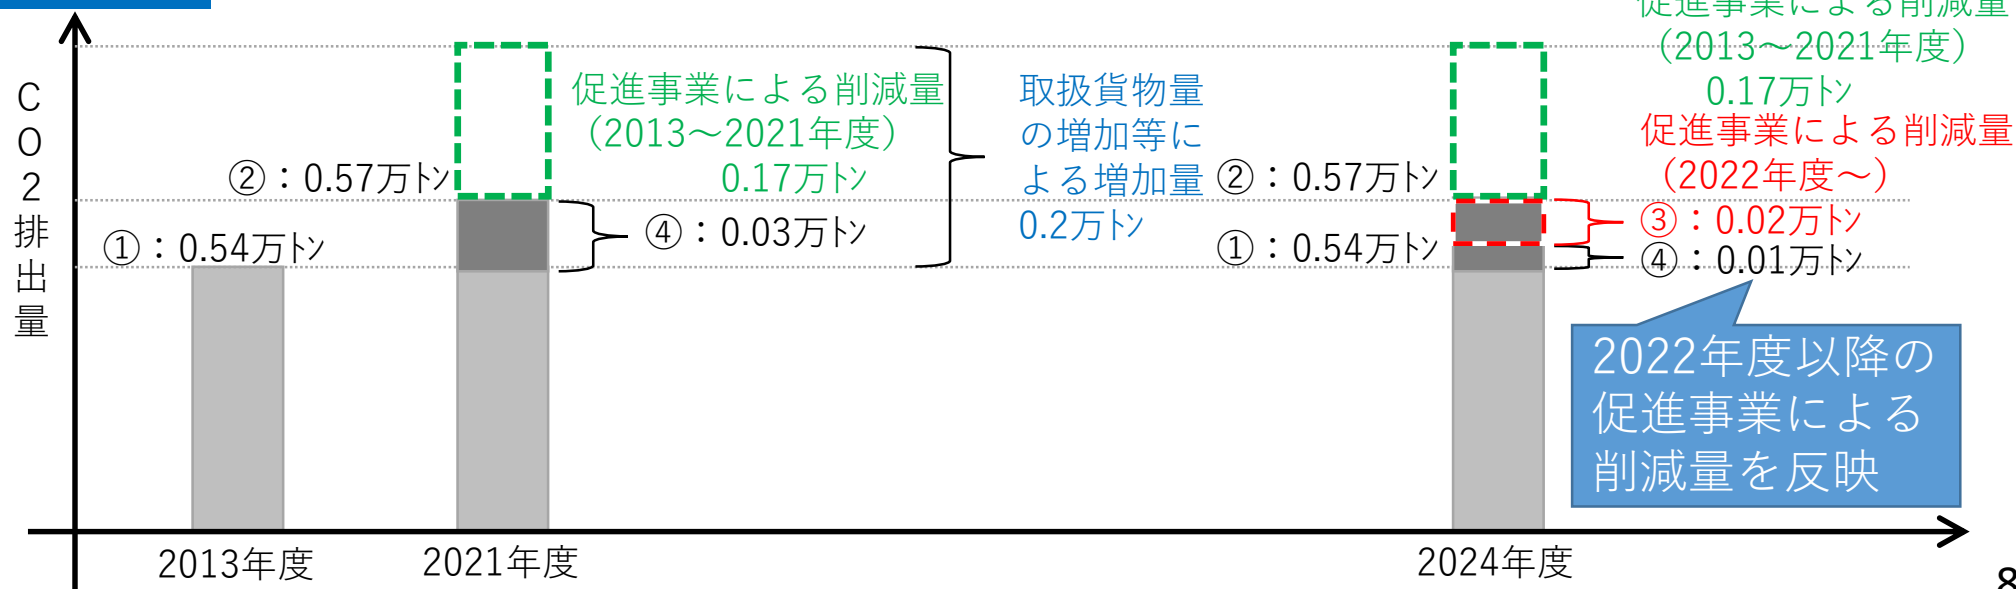 CO2排出量
①：0.54万トン
②：0.57万トン
促進事業による削減量
（2013～2021年度）
0.17万トン
④：0.03万トン
取扱貨物量
の増加等に
よる増加量
0.2万トン
②：0.57万トン
①：0.54万トン
促進事業による削減量
（2013～2021年度）
0.17万トン
促進事業による削減量
（2022年度～）
③：0.02万トン
④：0.01万トン
2022年度以降の
促進事業による
削減量を反映
2013年度
2021年度
2024年度
8